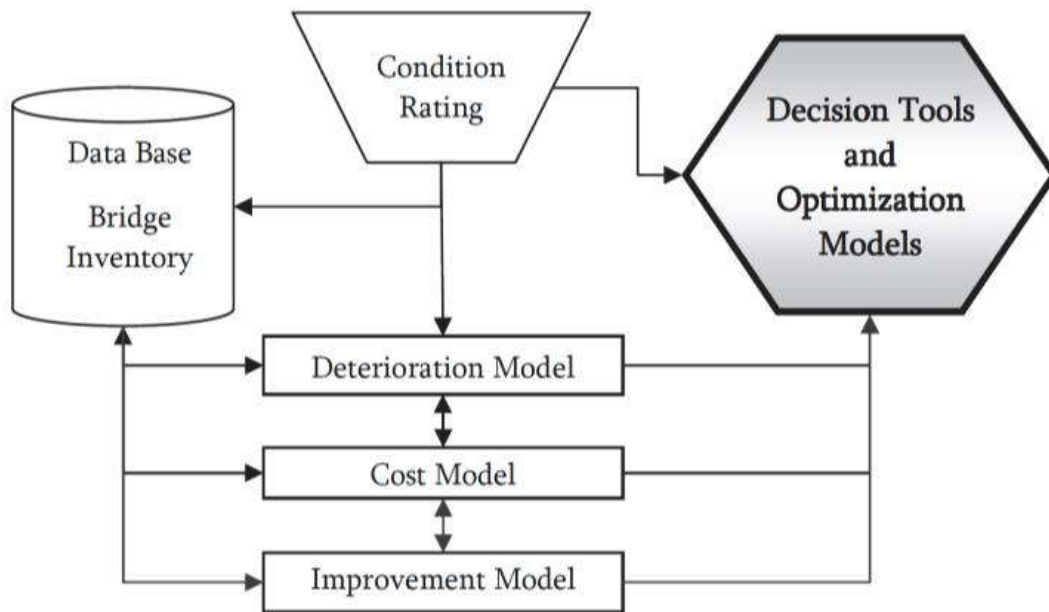 Condition
Rating
Data Base
Bridge
Inventory
Decision Tools
and
Optimization
Models
Deterioration Model
Cost Model
Improvement Model